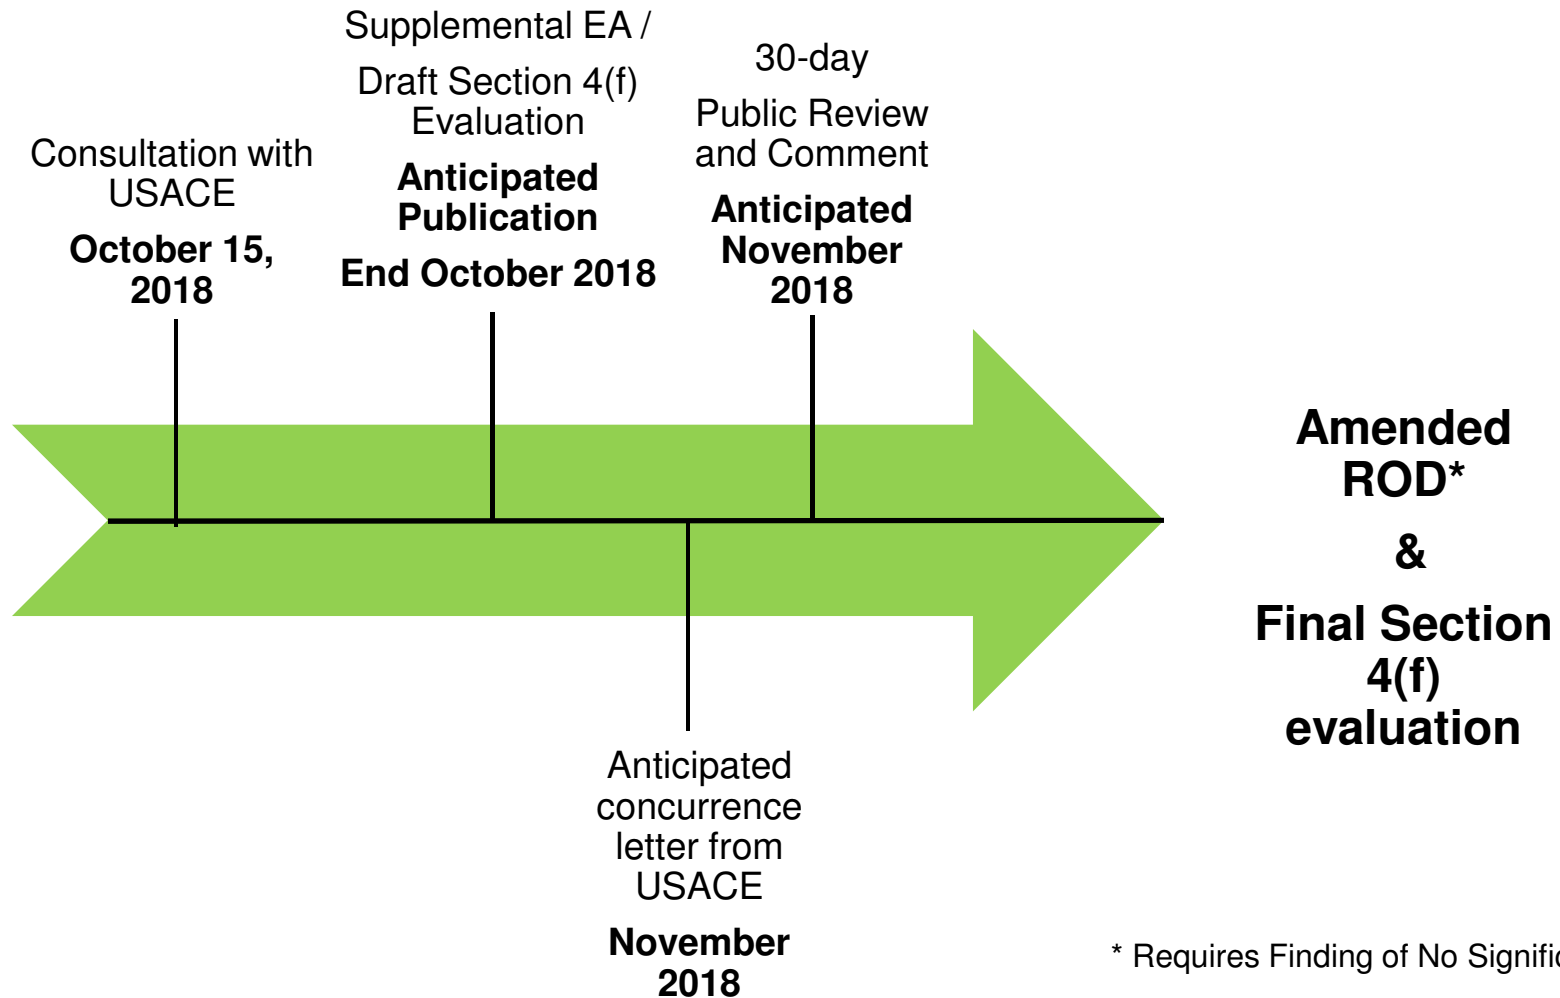 Consultation with
USACE
October 15,
2018
Supplemental EA /
Draft Section 4(f)
Evaluation
Anticipated
Publication
End October 2018
30-day
Public Review
and Comment
Anticipated
November
2018
Anticipated
concurrence
letter from
USACE
November
2018
Amended
ROD*
&
Final Section
4(f)
evaluation
* Requires Finding of No